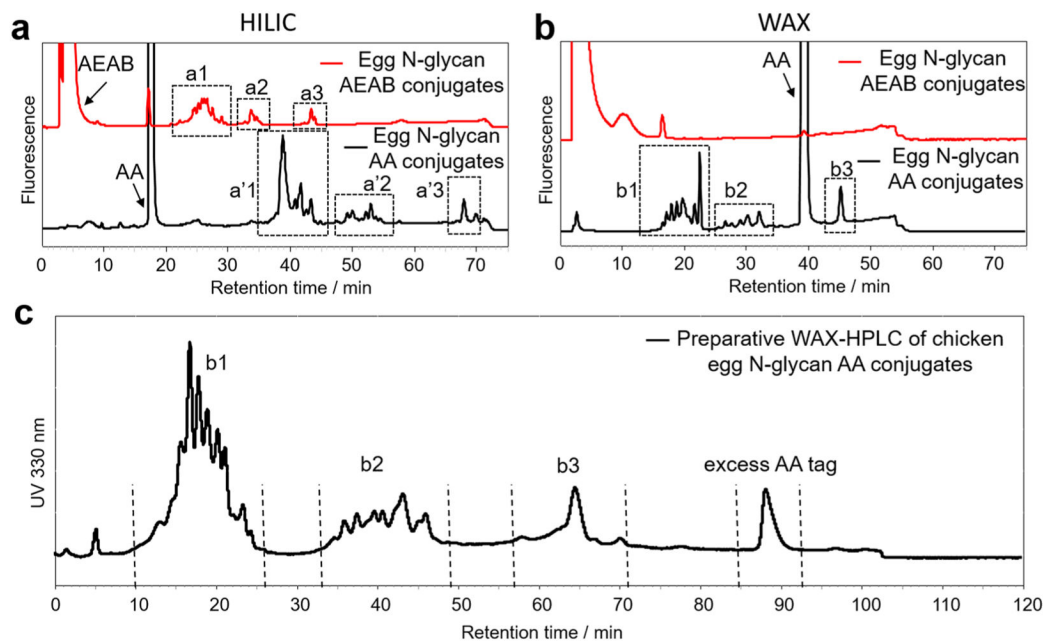 a
HILIC
AEAB
a1
a2
a3
Egg N-glycan
AEAB conjugates
AA
a'1
a'2
a'3
Egg N-glycan
AA conjugates
Fluorescence
Fluorescence
0 10 20 30 40 50 60 70
Retention time / min
b
WAX
AA
Egg N-glycan
AEAB conjugates
b1
b2
b3
Egg N-glycan
AA conjugates
Fluorescence
Fluorescence
0 10 20 30 40 50 60 70
Retention time / min
c
Preparative WAX-HPLC of chicken
egg N-glycan AA conjugates
b1
b2
b3
excess AA tag
UV 330 nm
0 10 20 30 40 50 60 70 80 90 100 110 120
Retention time / min